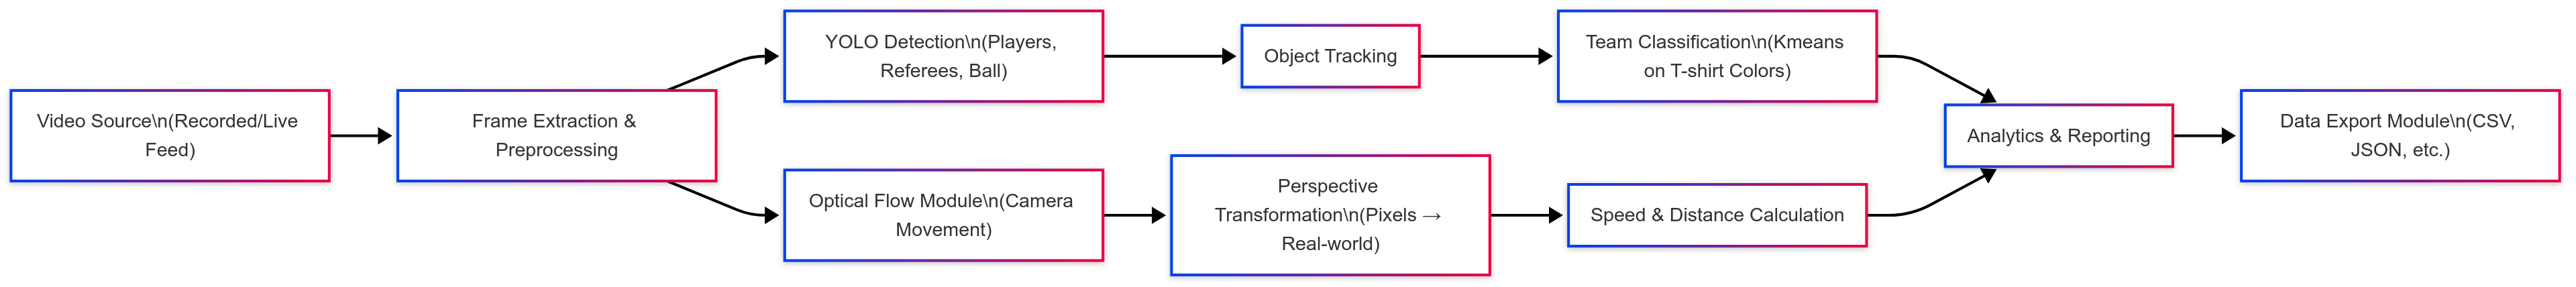 Video Source\n(Recorded/Live
Feed)
Frame Extraction &
Preprocessing
YOLO Detection\n(Players,
Referees, Ball)
Object Tracking
Team Classification\n(Kmeans
on T-shirt Colors)
Optical Flow Module\n(Camera
Movement)
Perspective
Transformation\n(Pixels →
Real-world)
Speed & Distance Calculation
Analytics & Reporting
Data Export Module\n(CSV,
JSON, etc.)